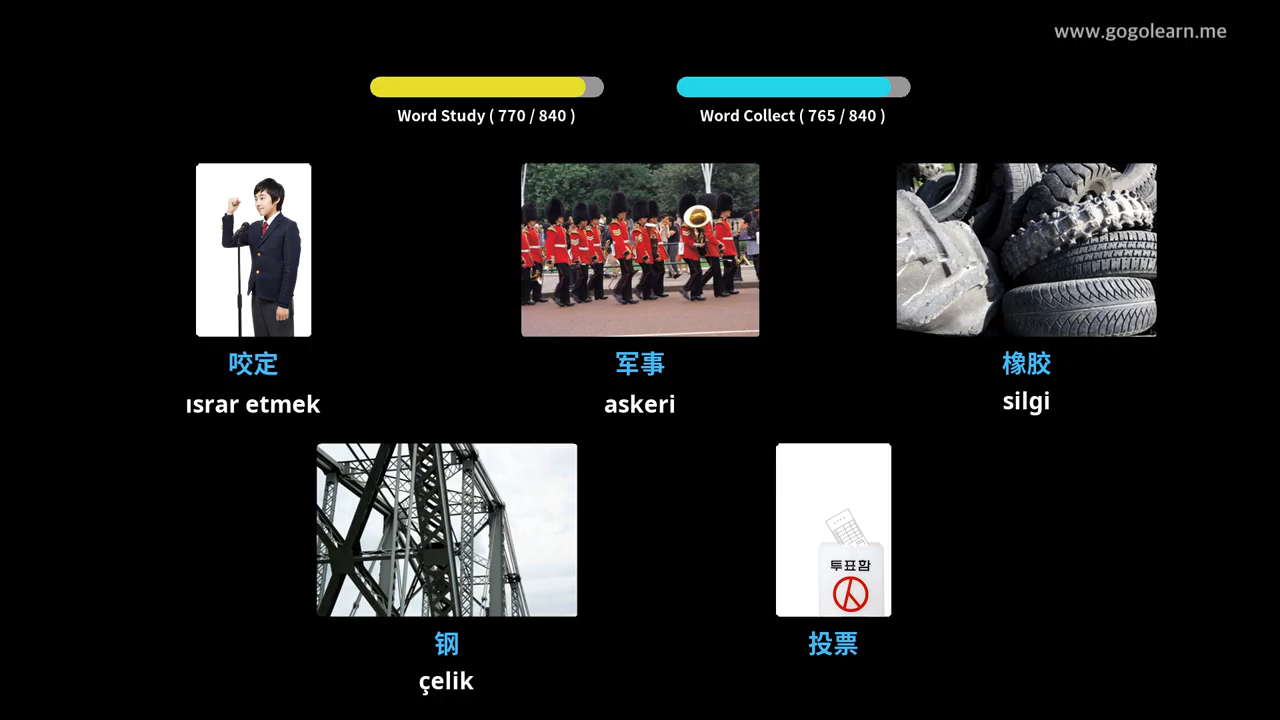 www.gogolearn.me
Word Study ( 770 / 840 )
Word Collect ( 765 / 840 )
咬定
军事
橡胶
ısrar etmek
askeri
silgi
투표함
钢
投票
çelik